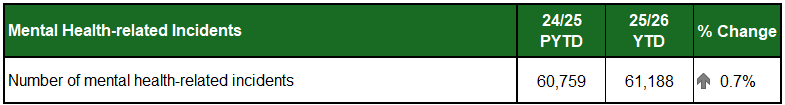 Mental Health-related Incidents 24/25 PYTD 25/26 YTD % Change
Number of mental health-related incidents 60,759 61,188 0.7%